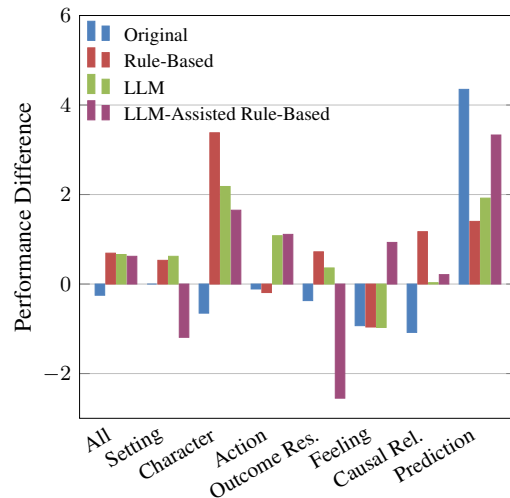 6
4
2
0
−2
Performance Difference
Original
Rule-Based
LLM
LLM-Assisted Rule-Based
All
Setting
Character
Action
Outcome Res.
Feeling
Causal Rel.
Prediction